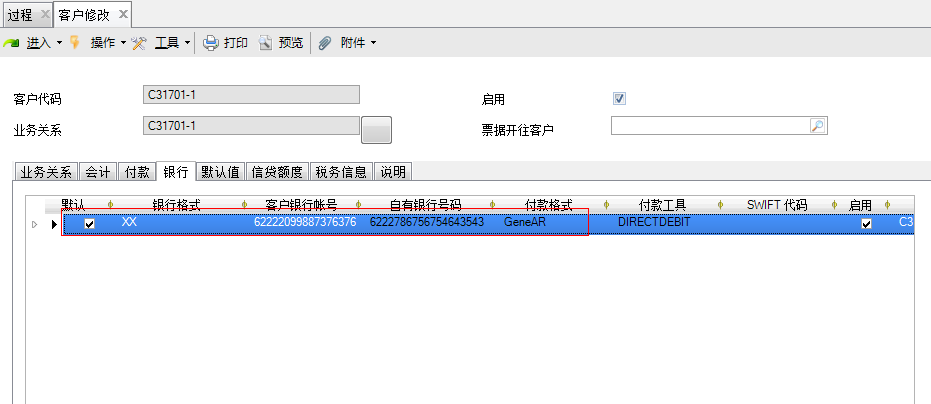 过程 客户修改
进入 操作 工具 打印 预览 附件
客户代码 C31701-1 启用
业务关系 C31701-1 票据开往客户
业务关系 会计 付款 银行 默认值 信贷额度 税务信息 说明
默认 银行格式 客户银行帐号 自有银行号码 付款格式 付款工具 SWIFT 代码 启用
XX 62222099887376376 6222786756754643543 GeneAR DIRECTDEBIT C3